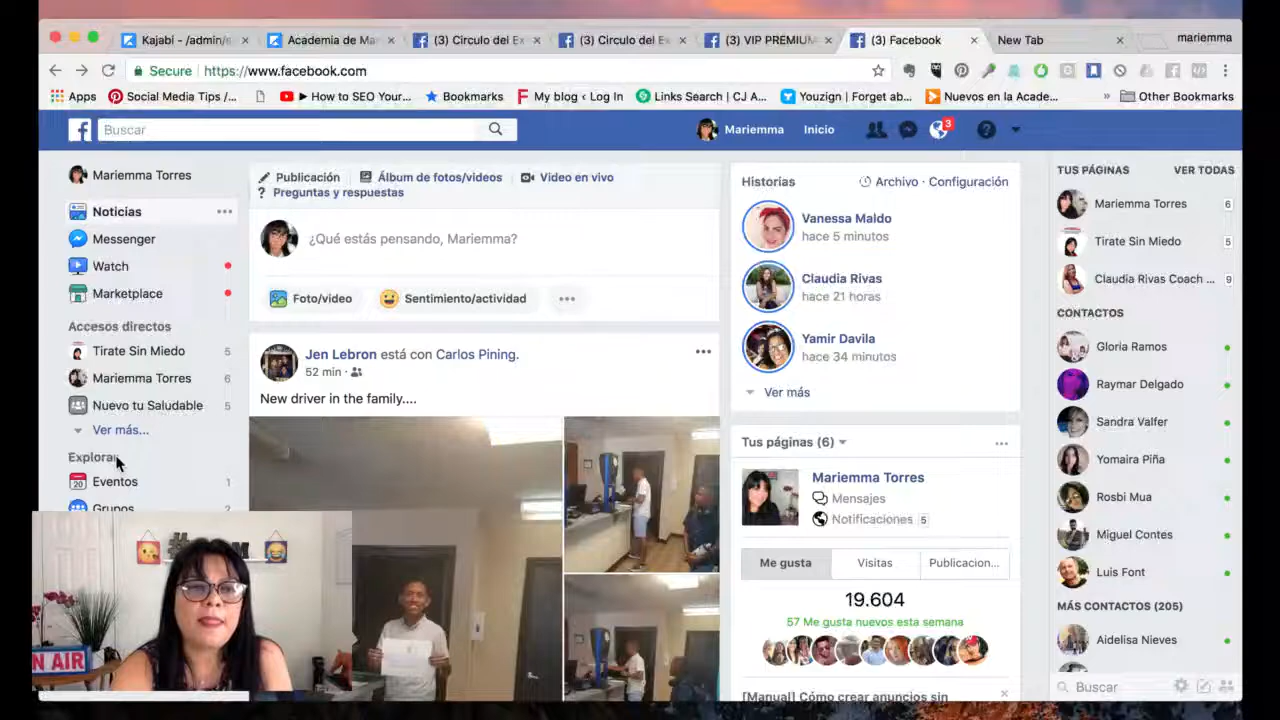 Kajabi - /admin/s
Academia de Ma
(3) Circulo del Ex
(3) Circulo del Ex
(3) VIP PREMIUM
(3) Facebook
New Tab
mariemma
Secure
https://www.facebook.com
Apps
Social Media Tips /...
► How to SEO Your...
Bookmarks
My blog ‹ Log In
Links Search | CJ A...
Youzign | Forget ab...
Nuevos en la Acade...
» Other Bookmarks
Buscar
Mariemma
Inicio
3
Mariemma Torres
Noticias
Messenger
Watch
Marketplace
Accesos directos
Tirate Sin Miedo 5
Mariemma Torres 6
Nuevo tu Saludable 5
Ver más...
Explorar
Eventos 1
20
Grupos 2
ON AIR
Publicación
Álbum de fotos/videos
Video en vivo
? Preguntas y respuestas
¿Qué estás pensando, Mariemma?
Foto/video
Sentimiento/actividad
Jen Lebron está con Carlos Pining.
52 min ·
New driver in the family....
Historias
Archivo · Configuración
Vanessa Maldo
hace 5 minutos
Claudia Rivas
hace 21 horas
Yamir Davila
hace 34 minutos
Ver más
Tus páginas (6)
Mariemma Torres
Mensajes
Notificaciones 5
Me gusta
Visitas
Publicacion...
19.604
57 Me gusta nuevos esta semana
[Manual] Cómo crear anuncios sin
TUS PÁGINAS
VER TODAS
Mariemma Torres 6
Tirate Sin Miedo 5
Claudia Rivas Coach ... 9
CONTACTOS
Gloria Ramos
Raymar Delgado
Sandra Valfer
Yomaira Piña
Rosbi Mua
Miguel Contes
Luis Font
MÁS CONTACTOS (205)
Aidelisa Nieves
Buscar